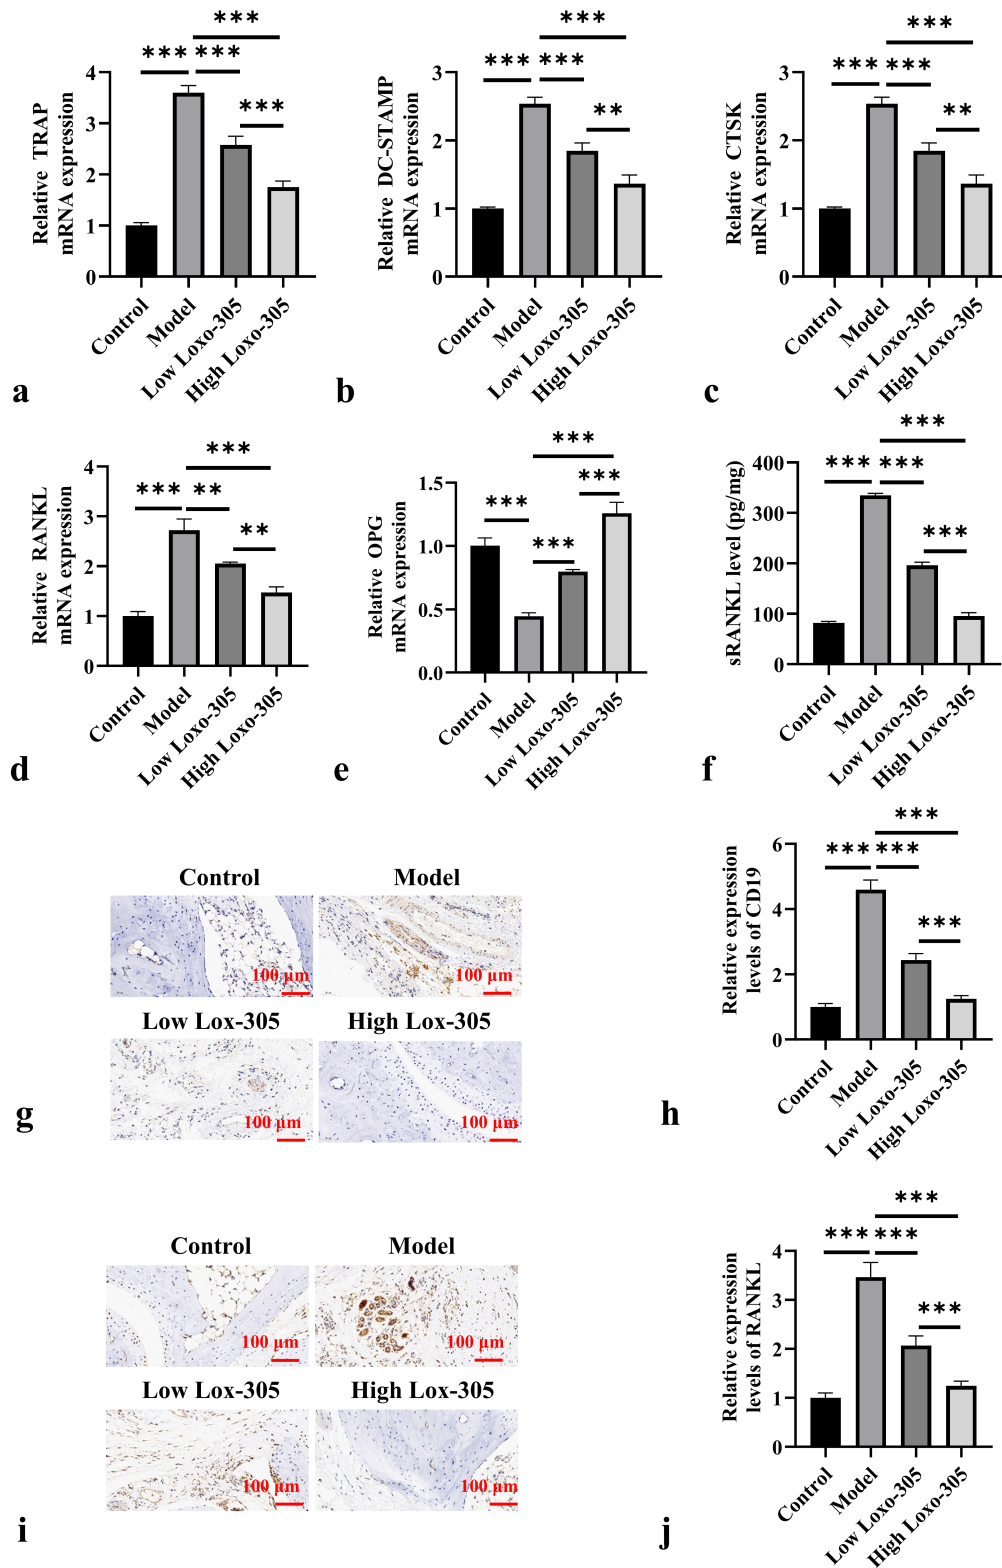 ***
*** ***
***
Relative TRAP
mRNA expression
4
3
2
1
0
Control
Model
Low Loxo-305
High Loxo-305
a
***
*** ***
**
Relative DC-STAMP
mRNA expression
3
2
1
0
Control
Model
Low Loxo-305
High Loxo-305
b
***
*** ***
**
Relative CTSK
mRNA expression
3
2
1
0
Control
Model
Low Loxo-305
High Loxo-305
c
***
*** **
**
Relative RANKL
mRNA expression
4
3
2
1
0
Control
Model
Low Loxo-305
High Loxo-305
d
***
***
***
***
Relative OPG
mRNA expression
1.5
1.0
0.5
0.0
Control
Model
Low Loxo-305
High Loxo-305
e
***
*** ***
***
sRANKL level (pg/mg)
400
300
200
100
0
Control
Model
Low Loxo-305
High Loxo-305
f
Control
Model
100 μm
100 μm
Low Lox-305
High Lox-305
100 μm
100 μm
g
***
*** ***
***
Relative expression
levels of CD19
6
4
2
0
Control
Model
Low Loxo-305
High Loxo-305
h
Control
Model
100 μm
100 μm
Low Lox-305
High Lox-305
100 μm
100 μm
i
***
*** ***
***
Relative expression
levels of RANKL
4
3
2
1
0
Control
Model
Low Loxo-305
High Loxo-305
j